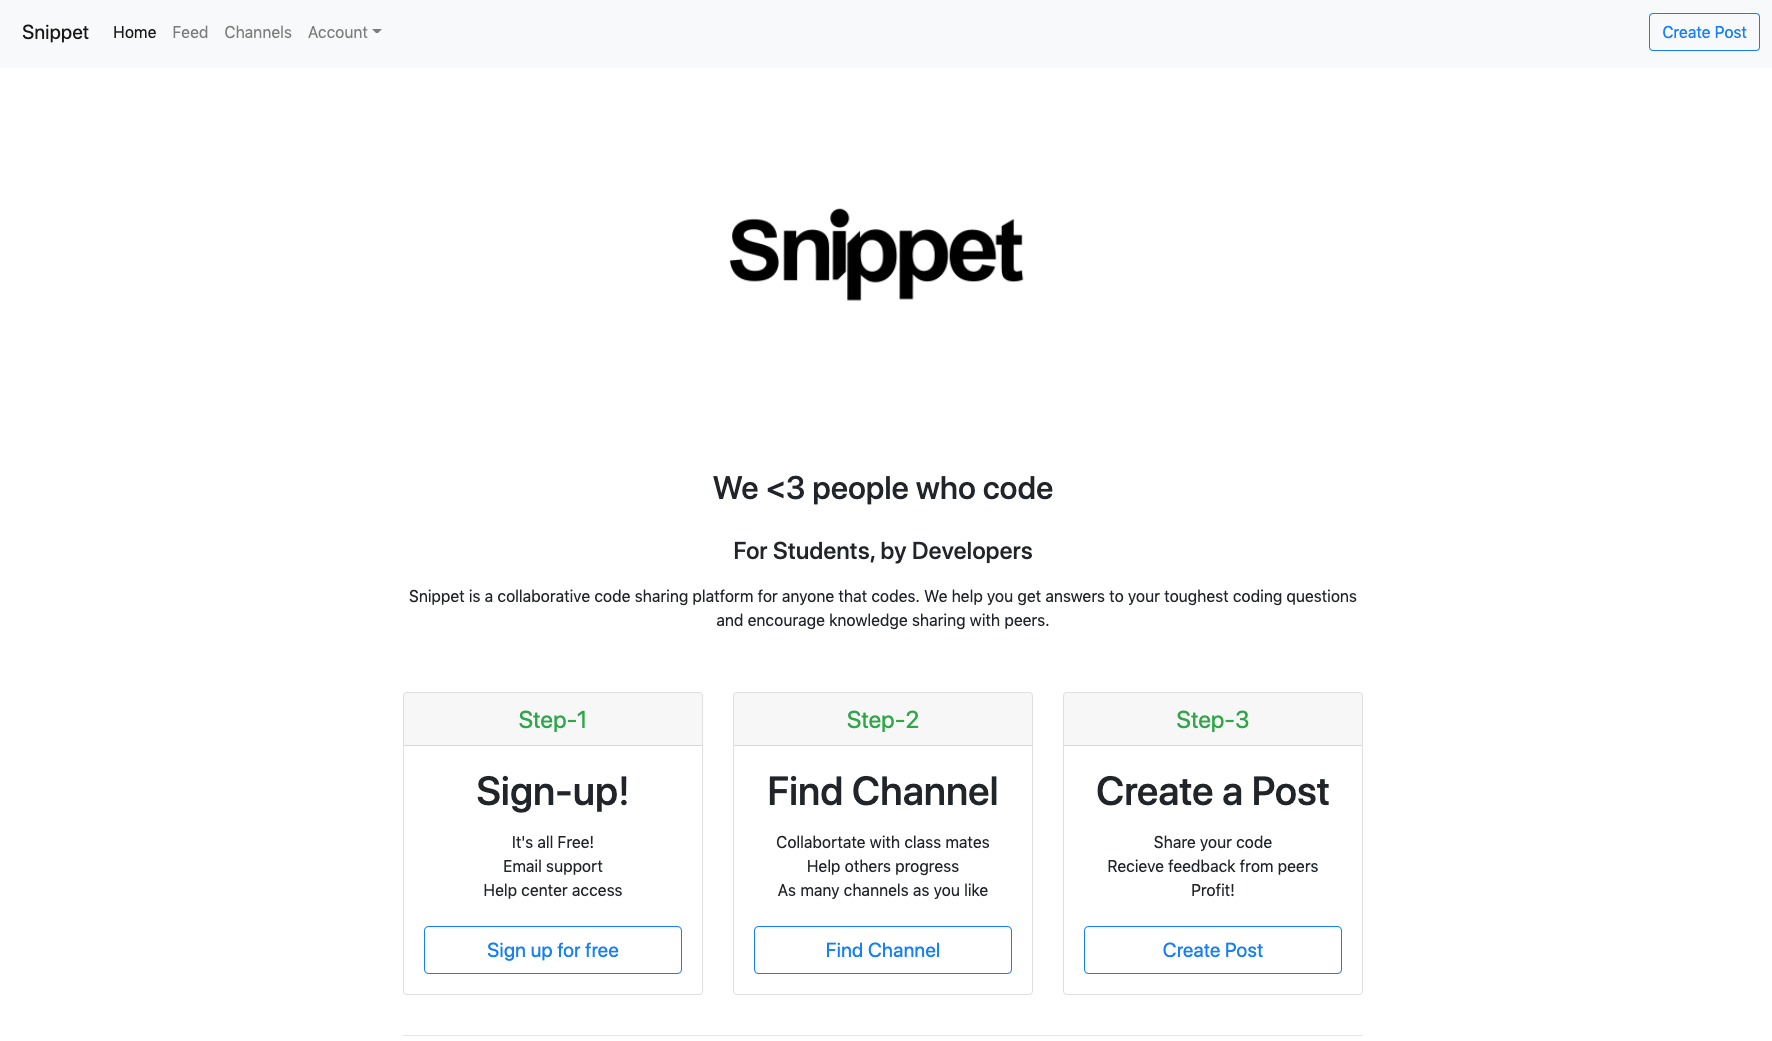 Snippet Home Feed Channels Account Create Post
Snippet
We <3 people who code
For Students, by Developers
Snippet is a collaborative code sharing platform for anyone that codes. We help you get answers to your toughest coding questions
and encourage knowledge sharing with peers.
Step-1
Sign-up!
It's all Free!
Email support
Help center access
Sign up for free
Step-2
Find Channel
Collabortate with class mates
Help others progress
As many channels as you like
Find Channel
Step-3
Create a Post
Share your code
Recieve feedback from peers
Profit!
Create Post